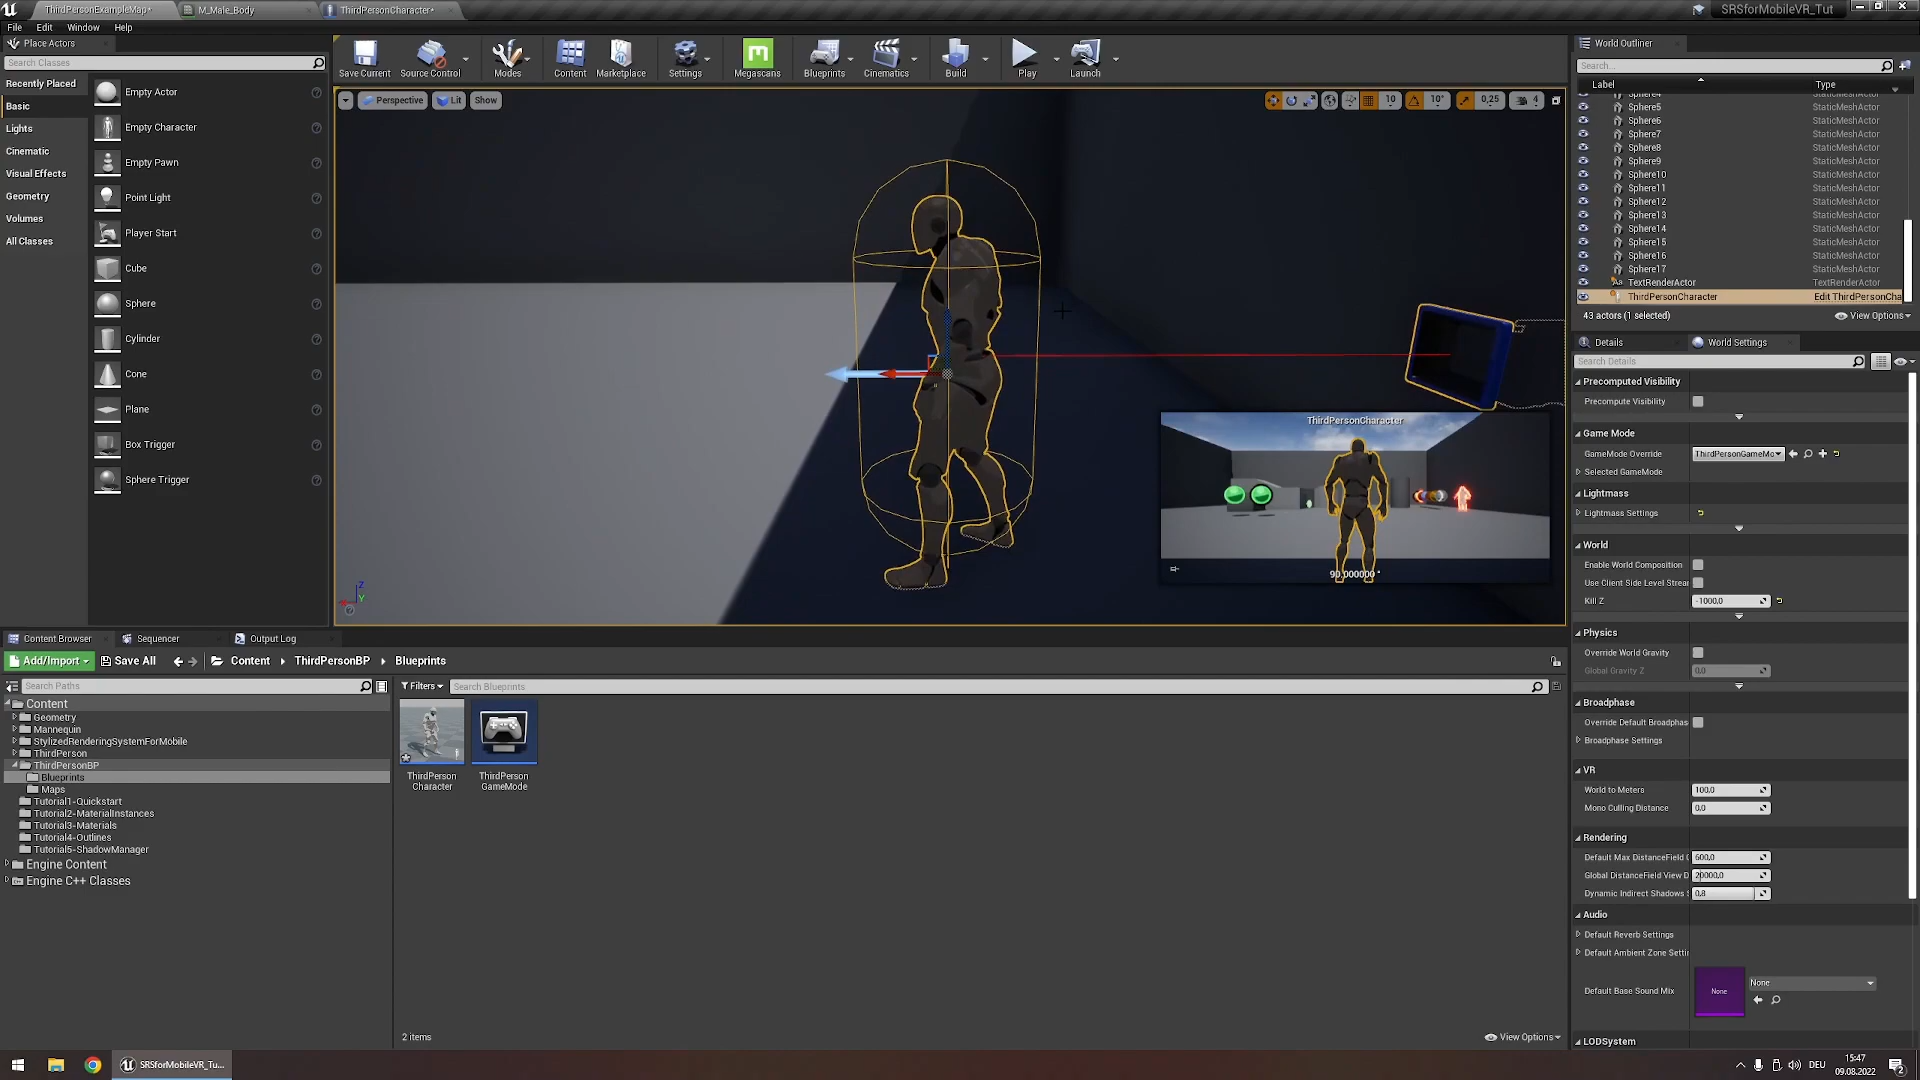 ThirdPersonExampleMap*
M_Male_Body
ThirdPersonCharacter*
SRSforMobileVR_Tut
File Edit Window Help
Place Actors
Search Classes
Recently Placed
Basic
Lights
Cinematic
Visual Effects
Geometry
Volumes
All Classes
Empty Actor
Empty Character
Empty Pawn
Point Light
Player Start
Cube
Sphere
Cylinder
Cone
Plane
Box Trigger
Sphere Trigger
Save Current Source Control Modes Content Marketplace Settings Megascans Blueprints Cinematics Build Play Launch
Perspective Lit Show
10 10° 0,25 4
ThirdPersonCharacter
90,000000 °
Z
Y
World Outliner
Search...
Label Type
Sphere4 StaticMeshActor
Sphere5 StaticMeshActor
Sphere6 StaticMeshActor
Sphere7 StaticMeshActor
Sphere8 StaticMeshActor
Sphere9 StaticMeshActor
Sphere10 StaticMeshActor
Sphere11 StaticMeshActor
Sphere12 StaticMeshActor
Sphere13 StaticMeshActor
Sphere14 StaticMeshActor
Sphere15 StaticMeshActor
Sphere16 StaticMeshActor
Sphere17 StaticMeshActor
TextRenderActor TextRenderActor
ThirdPersonCharacter Edit ThirdPersonCha
43 actors (1 selected) View Options
Details World Settings
Search Details
Precomputed Visibility
Precompute Visibility
Game Mode
GameMode Override ThirdPersonGameMo
Selected GameMode
Lightmass
Lightmass Settings
World
Enable World Composition
Use Client Side Level Strear
Kill Z -1000,0
Physics
Override World Gravity
Global Gravity Z 0,0
Broadphase
Override Default Broadphas
Broadphase Settings
VR
World to Meters 100,0
Mono Culling Distance 0,0
Rendering
Default Max DistanceField 600,0
Global DistanceField View D 20000,0
Dynamic Indirect Shadows 0,8
Audio
Default Reverb Settings
Default Ambient Zone Settin
Default Base Sound Mix None None
LODSystem
Content Browser Sequencer Output Log
Add/Import Save All Content ThirdPersonBP Blueprints
Search Paths
Filters Search Blueprints
Content
Geometry
Mannequin
StylizedRenderingSystemForMobile
ThirdPerson
ThirdPersonBP
Blueprints
Maps
Tutorial1-Quickstart
Tutorial2-MaterialInstances
Tutorial3-Materials
Tutorial4-Outlines
Tutorial5-ShadowManager
Engine Content
Engine C++ Classes
ThirdPerson
Character
ThirdPerson
GameMode
2 items View Options
SRSforMobileVR_Tu...
DEU
15:47
09.08.2022
2